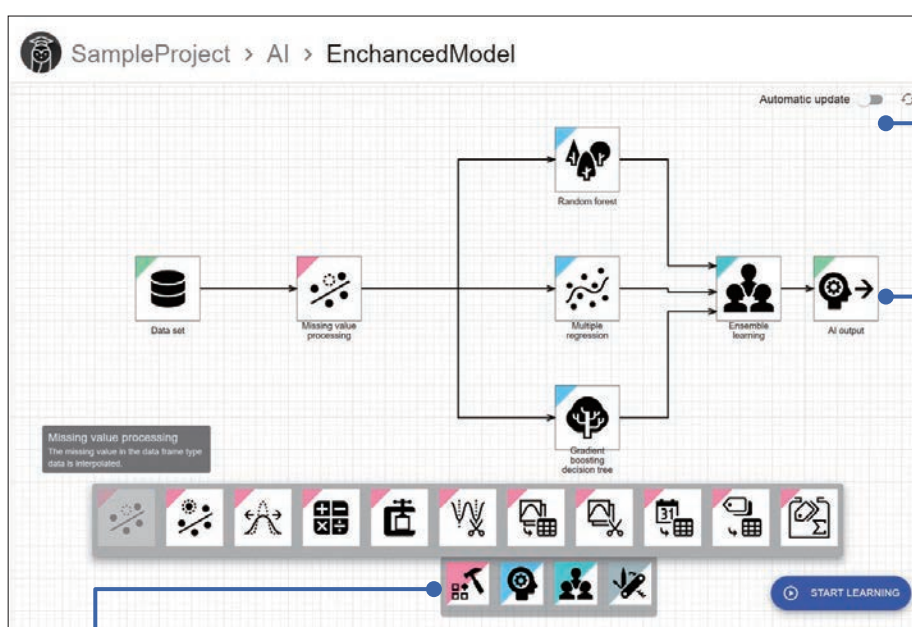 SampleProject > AI > EnchancedModel
Automatic update
Random forest
Data set
Missing value
processing
Multiple
regression
Ensemble
learning
AI output
Gradient
boosting
decision tree
Missing value processing
The missing value in the data frame type
data is interpolated.
31
START LEARNING